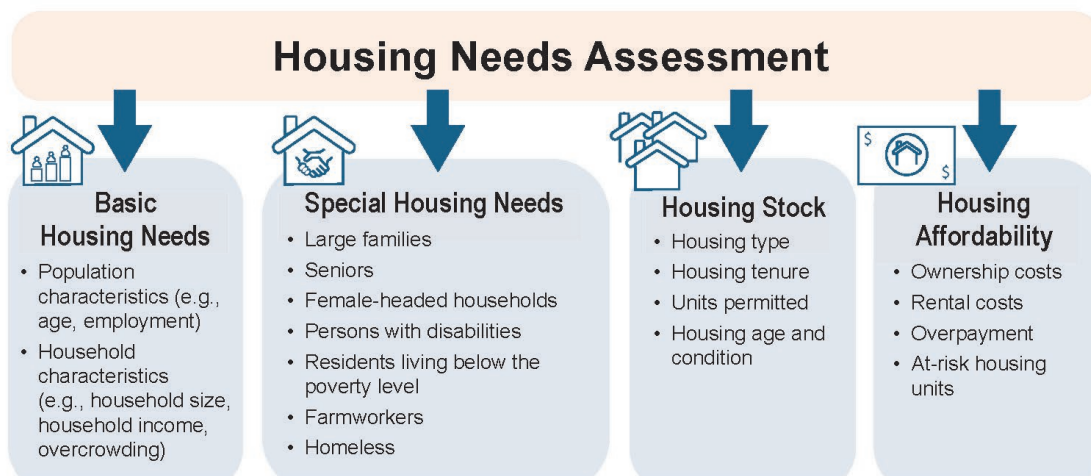 Housing Needs Assessment
Basic
Housing Needs
• Population
characteristics (e.g.,
age, employment)
• Household
characteristics
(e.g., household size,
household income,
overcrowding)
Special Housing Needs
• Large families
• Seniors
• Female-headed households
• Persons with disabilities
• Residents living below the
poverty level
• Farmworkers
• Homeless
Housing Stock
• Housing type
• Housing tenure
• Units permitted
• Housing age and
condition
$
$
Housing
Affordability
• Ownership costs
• Rental costs
• Overpayment
• At-risk housing
units